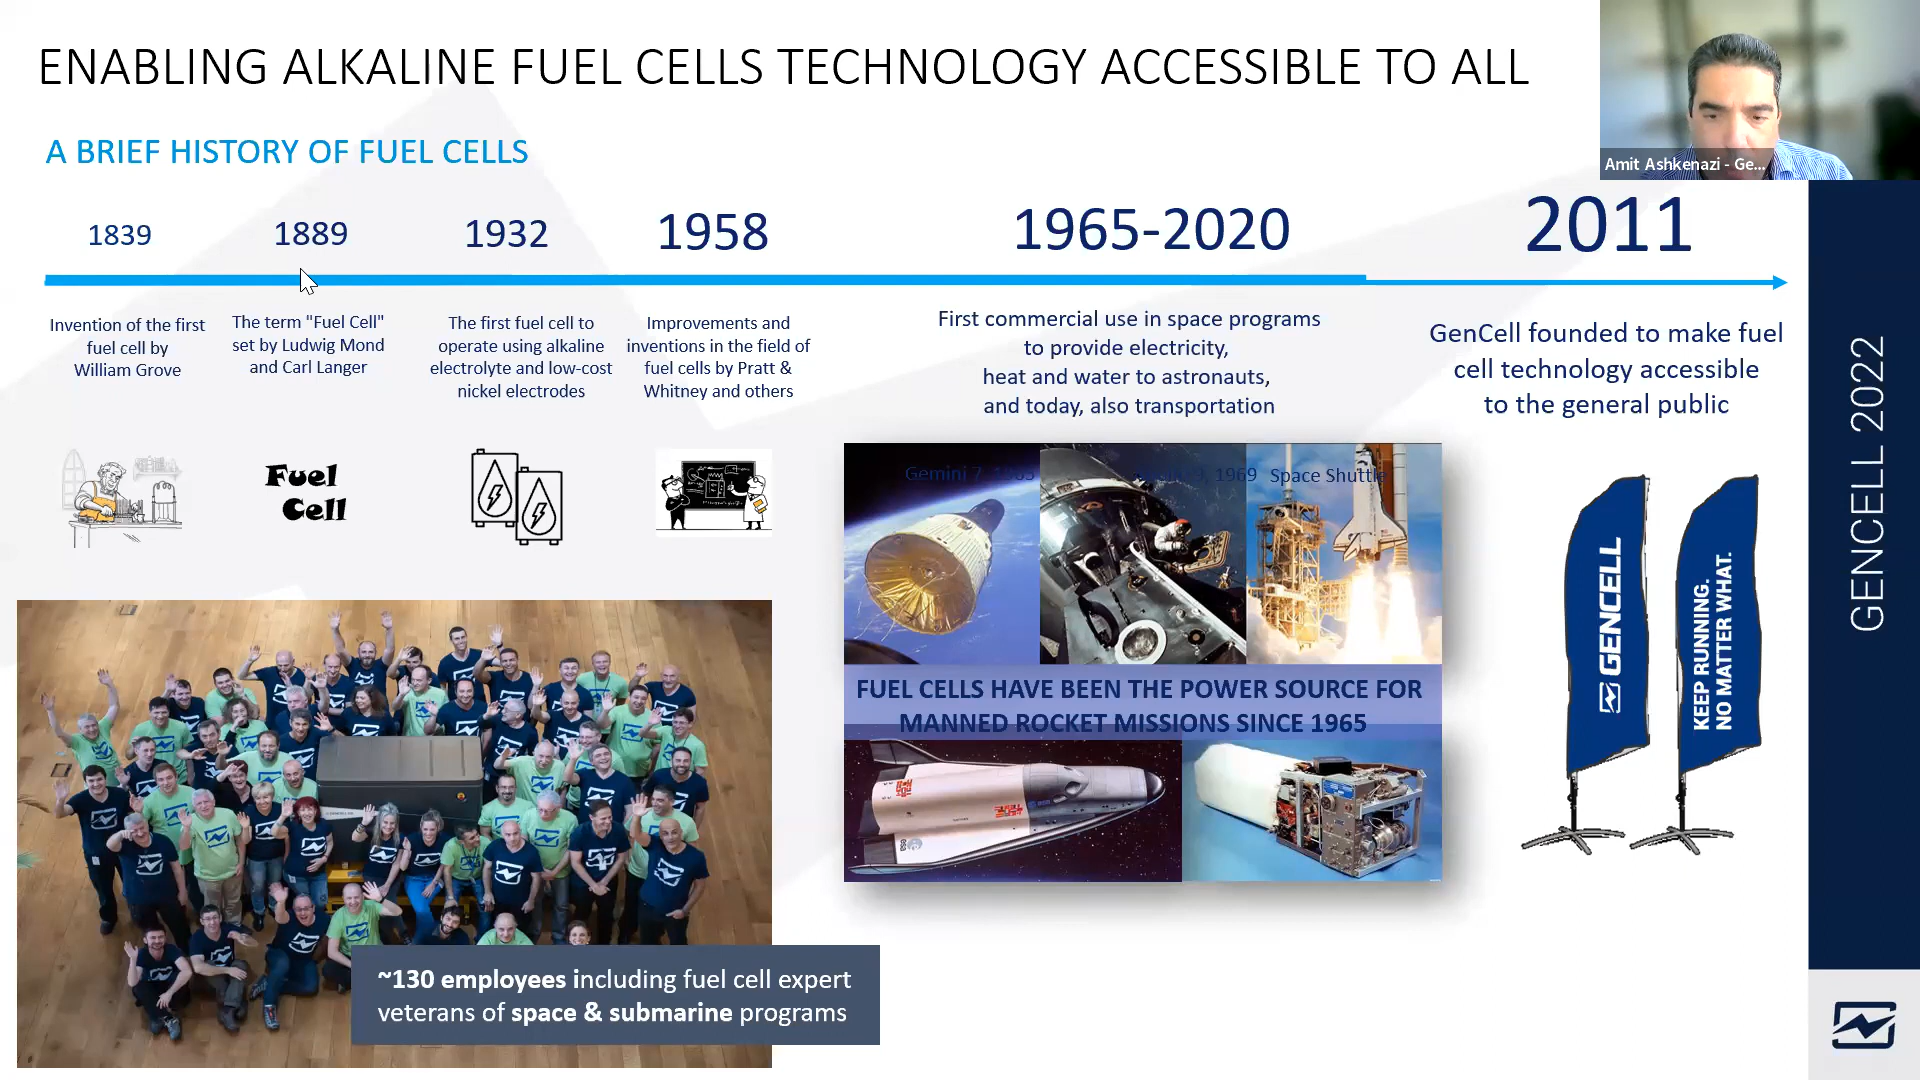 ENABLING ALKALINE FUEL CELLS TECHNOLOGY ACCESSIBLE TO ALL
Amit Ashkenazi - Ge...
A BRIEF HISTORY OF FUEL CELLS
1839
Invention of the first
fuel cell by
William Grove
1889
The term "Fuel Cell"
set by Ludwig Mond
and Carl Langer
Fuel
Cell
1932
The first fuel cell to
operate using alkaline
electrolyte and low-cost
nickel electrodes
1958
Improvements and
inventions in the field of
fuel cells by Pratt &
Whitney and others
1965-2020
First commercial use in space programs
to provide electricity,
heat and water to astronauts,
and today, also transportation
Gemini 7, 1965
1969
Space Shuttle
FUEL CELLS HAVE BEEN THE POWER SOURCE FOR
MANNED ROCKET MISSIONS SINCE 1965
esa
2011
GenCell founded to make fuel
cell technology accessible
to the general public
GENCELL
KEEP RUNNING.
NO MATTER WHAT.
~130 employees including fuel cell expert
veterans of space & submarine programs
GENCELL 2022